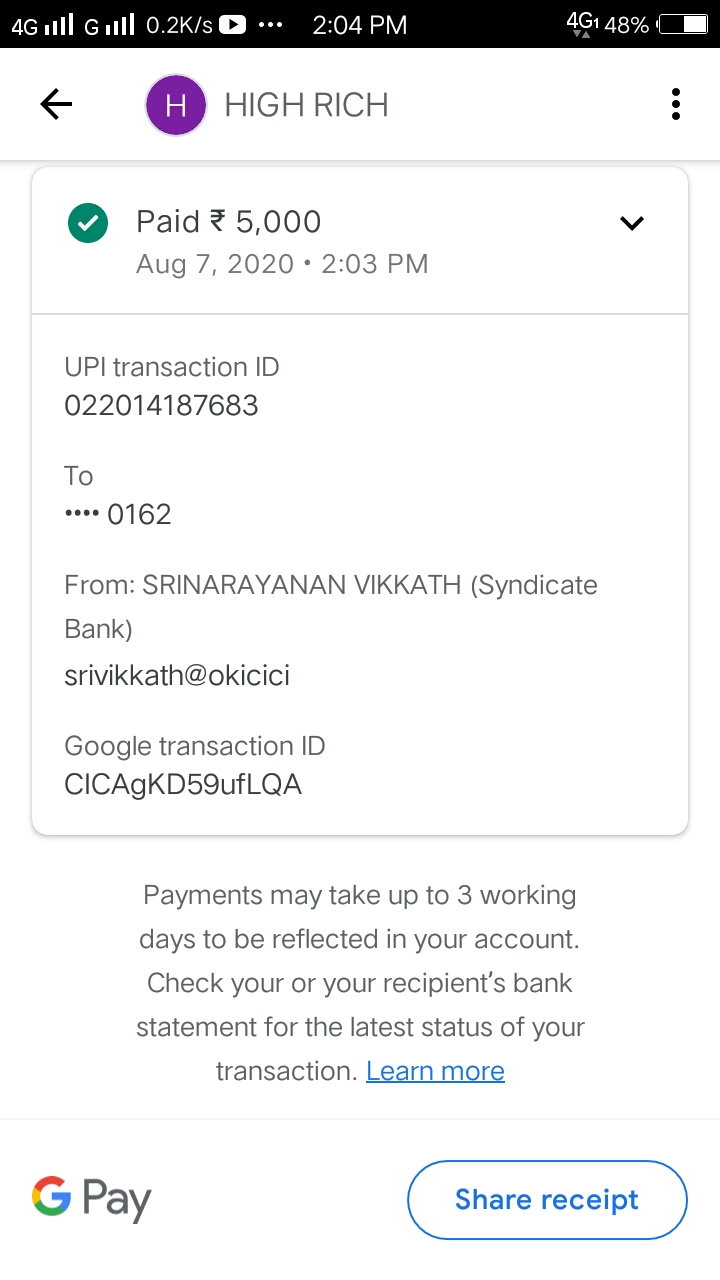 4G G 0.2K/s ••• 2:04 PM 4G1 48%
H HIGH RICH
Paid ₹ 5,000
Aug 7, 2020 • 2:03 PM
UPI transaction ID
022014187683
To
•••• 0162
From: SRINARAYANAN VIKKATH (Syndicate
Bank)
srivikkath@okicici
Google transaction ID
CICAgKD59ufLQA
Payments may take up to 3 working
days to be reflected in your account.
Check your or your recipient's bank
statement for the latest status of your
transaction. Learn more
G Pay
Share receipt